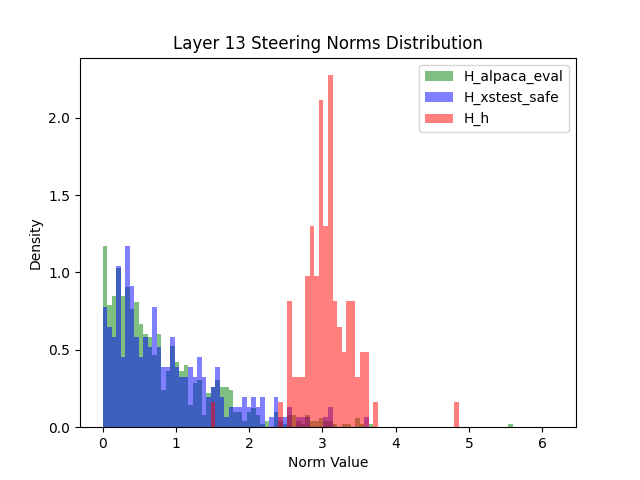 Layer 13 Steering Norms Distribution
H_alpaca_eval
H_xstest_safe
H_h
Density
2.0
1.5
1.0
0.5
0.0
0 1 2 3 4 5 6
Norm Value